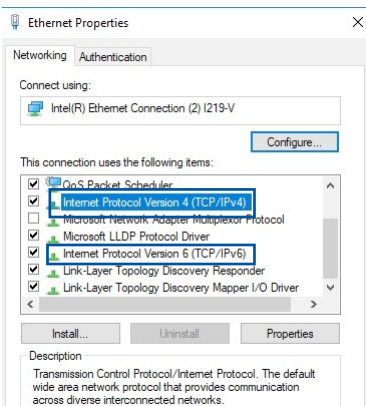 Ethernet Properties
Networking Authentication
Connect using:
Intel(R) Ethernet Connection (2) I219-V
Configure...
This connection uses the following items:
QoS Packet Scheduler
Internet Protocol Version 4 (TCP/IPv4)
Microsoft Network Adapter Multiplexor Protocol
Microsoft LLDP Protocol Driver
Internet Protocol Version 6 (TCP/IPv6)
Link-Layer Topology Discovery Responder
Link-Layer Topology Discovery Mapper I/O Driver
Install... Uninstall Properties
Description
Transmission Control Protocol/Internet Protocol. The default
wide area network protocol that provides communication
across diverse interconnected networks.